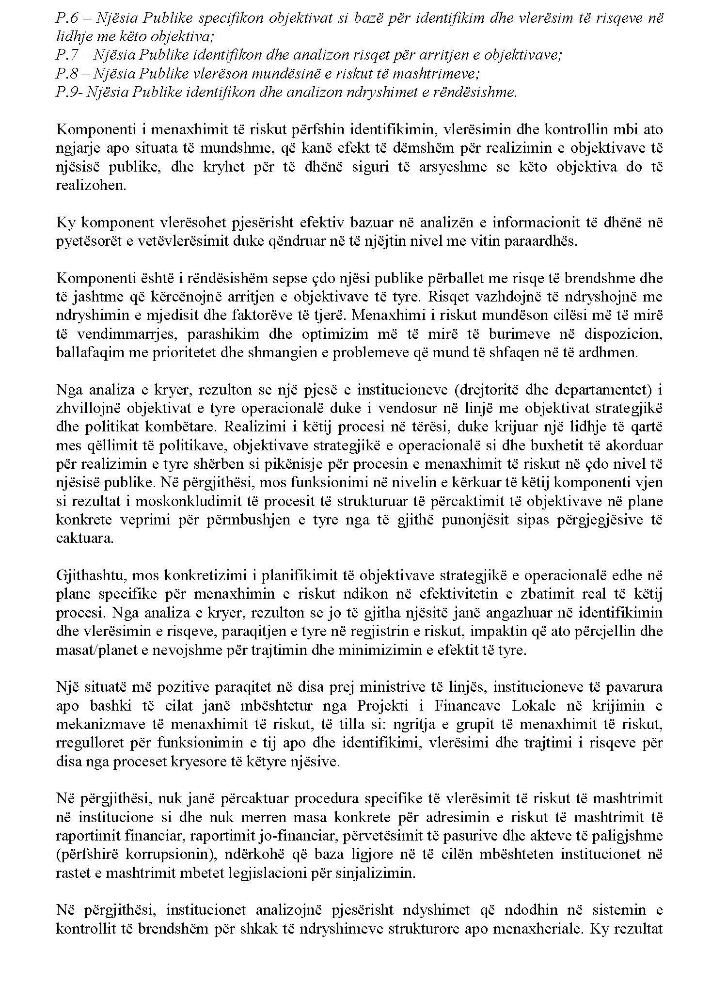 P.6 – Njësia Publike specifikon objektivat si bazë për identifikim dhe vlerësim të risqeve në
lidhje me këto objektiva;
P.7 – Njësia Publike identifikon dhe analizon risqet për arritjen e objektivave;
P.8 – Njësia Publike vlerëson mundësinë e riskut të mashtrimeve;
P.9- Njësia Publike identifikon dhe analizon ndryshimet e rëndësishme.
Komponenti i menaxhimit të riskut përfshin identifikimin, vlerësimin dhe kontrollin mbi ato
ngjarje apo situata të mundshme, që kanë efekt të dëmshëm për realizimin e objektivave të
njësisë publike, dhe kryhet për të dhënë siguri të arsyeshme se këto objektiva do të
realizohen.
Ky komponent vlerësohet pjesërisht efektiv bazuar në analizën e informacionit të dhënë në
pyetësorët e vetëvlerësimit duke qëndruar në të njëjtin nivel me vitin paraardhës.
Komponenti është i rëndësishëm sepse çdo njësi publike përballet me risqe të brendshme dhe
të jashtme që kërcënojnë arritjen e objektivave të tyre. Risqet vazhdojnë të ndryshojnë me
ndryshimin e mjedisit dhe faktorëve të tjerë. Menaxhimi i riskut mundëson cilësi më të mirë
të vendimmarrjes, parashikim dhe optimizim më të mirë të burimeve në dispozicion,
ballafaqim me prioritetet dhe shmangien e problemeve që mund të shfaqen në të ardhmen.
Nga analiza e kryer, rezulton se një pjesë e institucioneve (drejtoritë dhe departamentet) i
zhvillojnë objektivat e tyre operacionalë duke i vendosur në linjë me objektivat strategjikë
dhe politikat kombëtare. Realizimi i këtij procesi në tërësi, duke krijuar një lidhje të qartë
mes qëllimit të politikave, objektivave strategjikë e operacionalë si dhe buxhetit të akorduar
për realizimin e tyre shërben si pikënisje për procesin e menaxhimit të riskut në çdo nivel të
njësisë publike. Në përgjithësi, mos funksionimi në nivelin e kërkuar të këtij komponenti vjen
si rezultat i moskonkludimit të procesit të strukturuar të përcaktimit të objektivave në plane
konkrete veprimi për përmbushjen e tyre nga të gjithë punonjësit sipas përgjegjësive të
caktuara.
Gjithashtu, mos konkretizimi i planifikimit të objektivave strategjikë e operacionalë edhe në
plane specifike për menaxhimin e riskut ndikon në efektivitetin e zbatimit real të këtij
procesi. Nga analiza e kryer, rezulton se jo të gjitha njësitë janë angazhuar në identifikimin
dhe vlerësimin e risqeve, paraqitjen e tyre në regjistrin e riskut, impaktin që ato përcjellin dhe
masat/planet e nevojshme për trajtimin dhe minimizimin e efektit të tyre.
Një situatë më pozitive paraqitet në disa prej ministrive të linjës, institucioneve të pavarura
apo bashki të cilat janë mbështetur nga Projekti i Financave Lokale në krijimin e
mekanizmave të menaxhimit të riskut, të tilla si: ngritja e grupit të menaxhimit të riskut,
rregulloret për funksionimin e tij apo dhe identifikimi, vlerësimi dhe trajtimi i risqeve për
disa nga proceset kryesore të këtyre njësive.
Në përgjithësi, nuk janë përcaktuar procedura specifike të vlerësimit të riskut të mashtrimit
në institucione si dhe nuk merren masa konkrete për adresimin e riskut të mashtrimit të
raportimit financiar, raportimit jo-financiar, përvetësimit të pasurive dhe akteve të paligjshme
(përfshirë korrupsionin), ndërkohë që baza ligjore në të cilën mbështeten institucionet në
rastet e mashtrimit mbetet legjislacioni për sinjalizimin.
Në përgjithësi, institucionet analizojnë pjesërisht ndyshimet që ndodhin në sistemin e
kontrollit të brendshëm për shkak të ndryshimeve strukturore apo menaxheriale. Ky rezultat